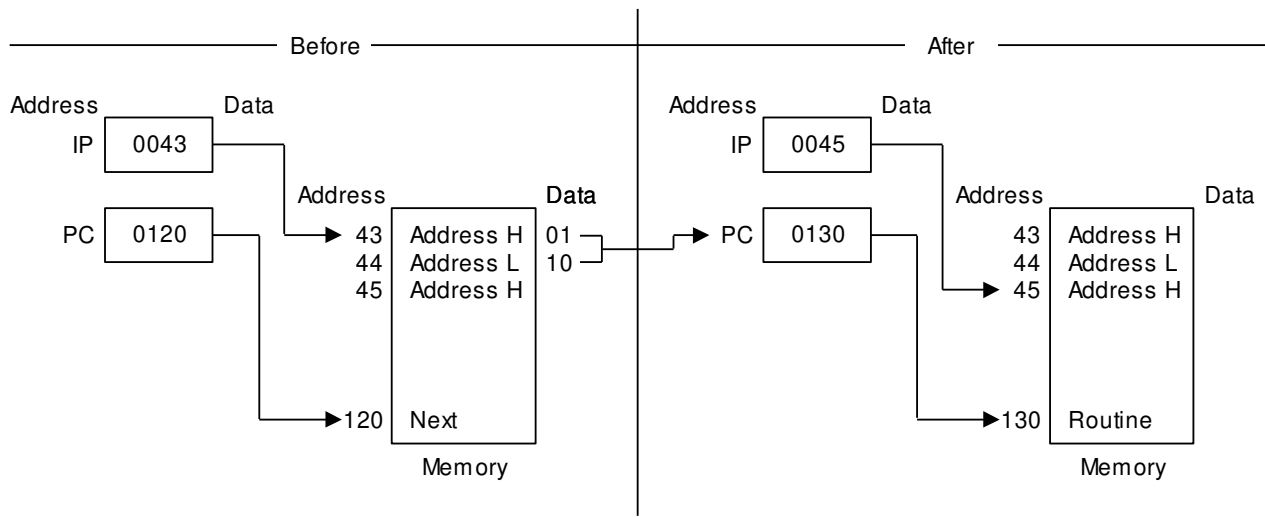 Before
Address Data
IP 0043
Address Data
PC 0120
43 Address H 01
44 Address L 10
45 Address H
120 Next
Memory
After
Address Data
IP 0045
Address Data
PC 0130
43 Address H
44 Address L
45 Address H
130 Routine
Memory